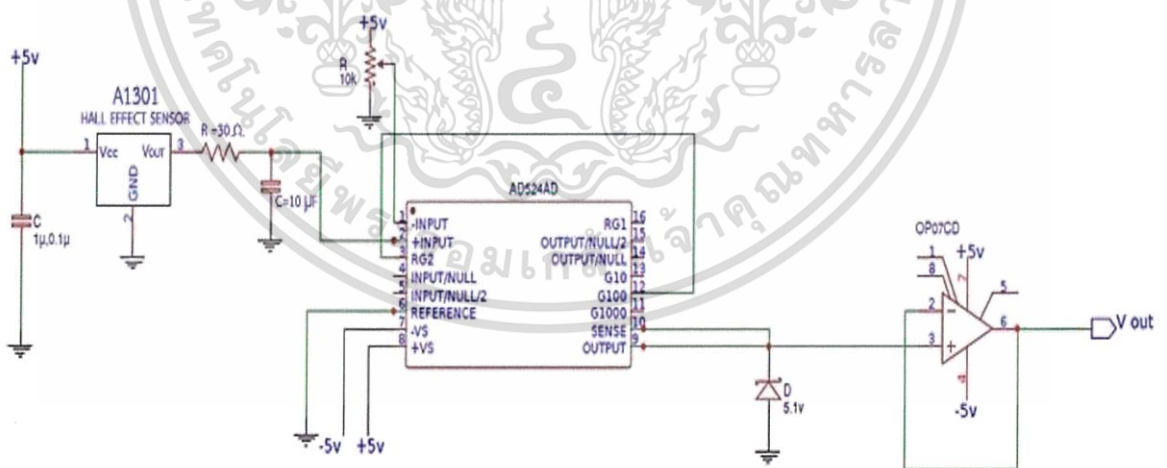 +5v
A1301
HALL EFFECT SENSOR
1 Vcc Vout 3
GND
2
R =30 Ω.
C=10 µF
C
1µ,0.1µ
+5v
R
10k
AD524AD
1 -INPUT
2 +INPUT
3 RG2
4 INPUT/NULL
5 INPUT/NULL/2
6 REFERENCE
7 -VS
8 +VS
RG1 16
OUTPUT/NULL/2 15
OUTPUT/NULL 14
G10 13
G100 12
G1000 11
SENSE 10
OUTPUT 9
-5v +5v
D
5.1v
OP07CD
+5v
1
8
7
5
2
3
6
4
-5v
V out